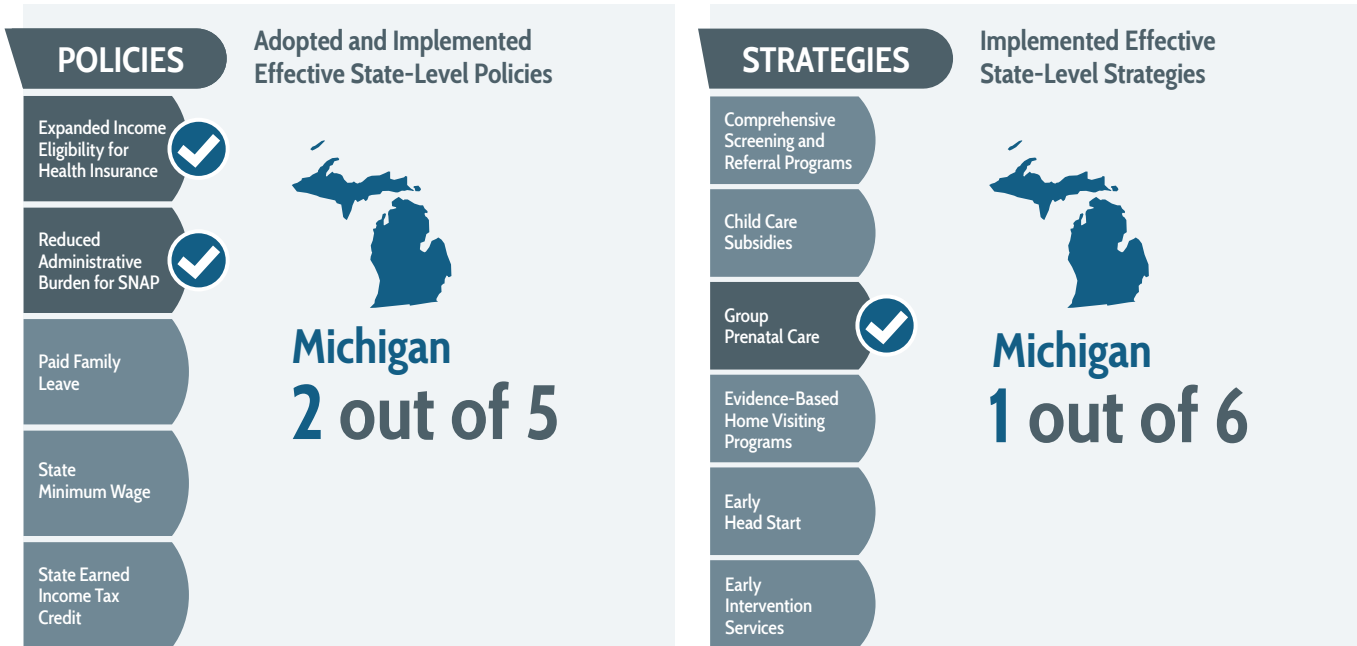 POLICIES
Adopted and Implemented
Effective State-Level Policies
Expanded Income
Eligibility for
Health Insurance
Reduced
Administrative
Burden for SNAP
Paid Family
Leave
State
Minimum Wage
State Earned
Income Tax
Credit
Michigan
2 out of 5
STRATEGIES
Implemented Effective
State-Level Strategies
Comprehensive
Screening and
Referral Programs
Child Care
Subsidies
Group
Prenatal Care
Evidence-Based
Home Visiting
Programs
Early
Head Start
Early
Intervention
Services
Michigan
1 out of 6